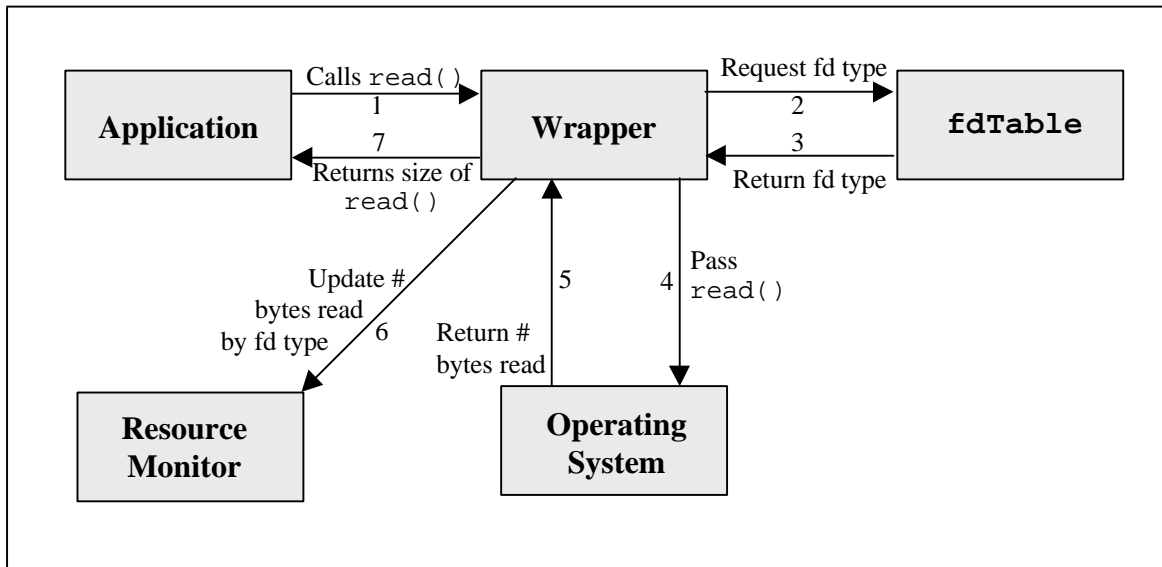 Calls read()
1
Application
7
Returns size of
read()
Wrapper
Request fd type
2
3
Return fd type
fdTable
Update #
bytes read
by fd type
6
5
Return #
bytes read
4
Pass
read()
Resource
Monitor
Operating
System